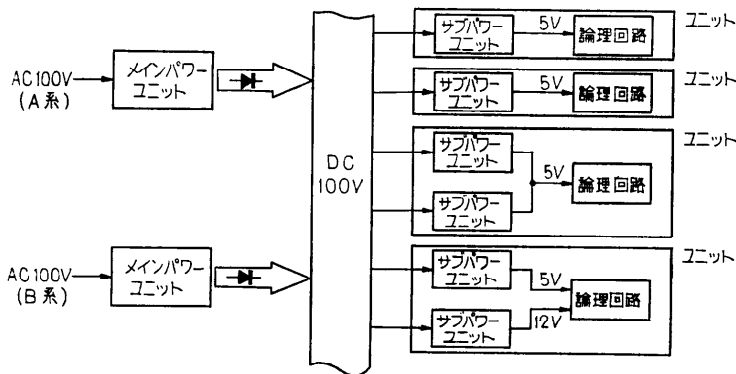 AC100V
(A系)
メインパワー
ユニット
AC100V
(B系)
メインパワー
ユニット
DC
100V
サブパワー
ユニット
5V
論理回路
ユニット
サブパワー
ユニット
5V
論理回路
ユニット
サブパワー
ユニット
サブパワー
ユニット
5V
論理回路
ユニット
サブパワー
ユニット
5V
サブパワー
ユニット
12V
論理回路
ユニット